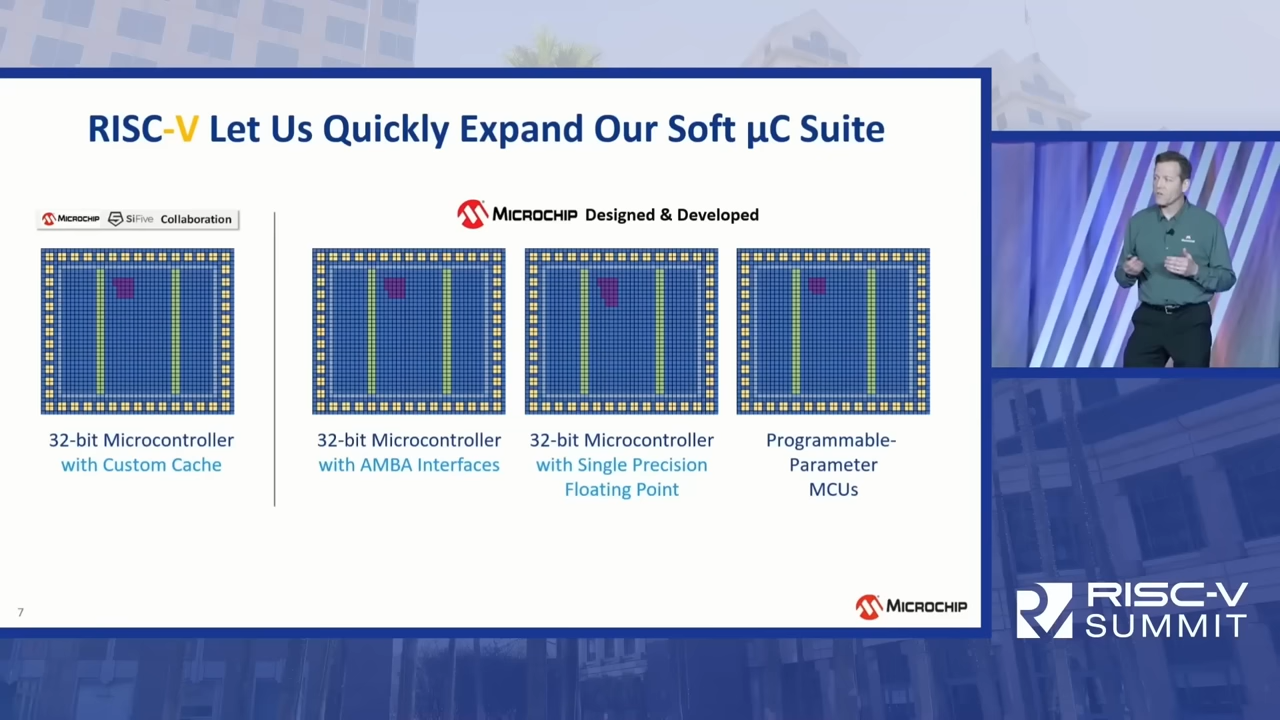 RISC-V Let Us Quickly Expand Our Soft µC Suite
MICROCHIP SiFive Collaboration
MICROCHIP Designed & Developed
32-bit Microcontroller
with Custom Cache
32-bit Microcontroller
with AMBA Interfaces
32-bit Microcontroller
with Single Precision
Floating Point
Programmable-
Parameter
MCUs
7
MICROCHIP
RISC-V
SUMMIT